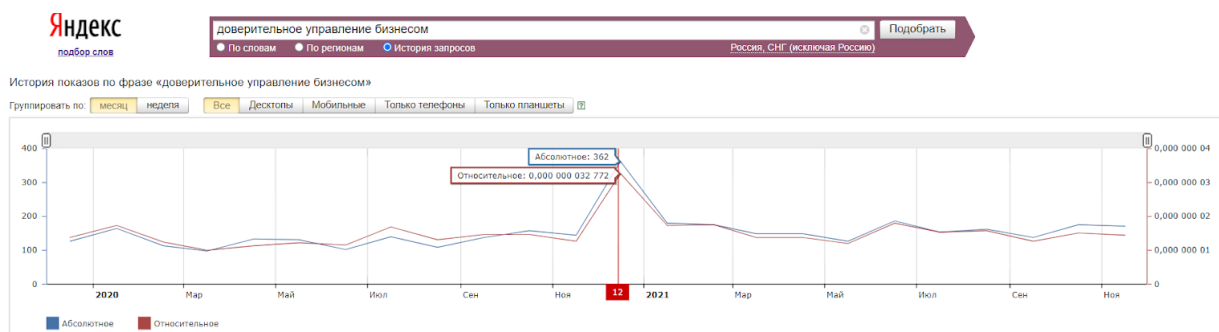 Яндекс
подбор слов
доверительное управление бизнесом
Подобрать
По словам По регионам История запросов Россия, СНГ (исключая Россию)
История показов по фразе «доверительное управление бизнесом»
Группировать по: месяц неделя Все Десктопы Мобильные Только телефоны Только планшеты ?
400 0,000 000 04
Абсолютное: 362
Относительное: 0,000 000 032 772
300 0,000 000 03
200 0,000 000 02
100 0,000 000 01
0 0
2020 Мар Май Июл Сен Ноя 12 2021 Мар Май Июл Сен Ноя
Абсолютное Относительное